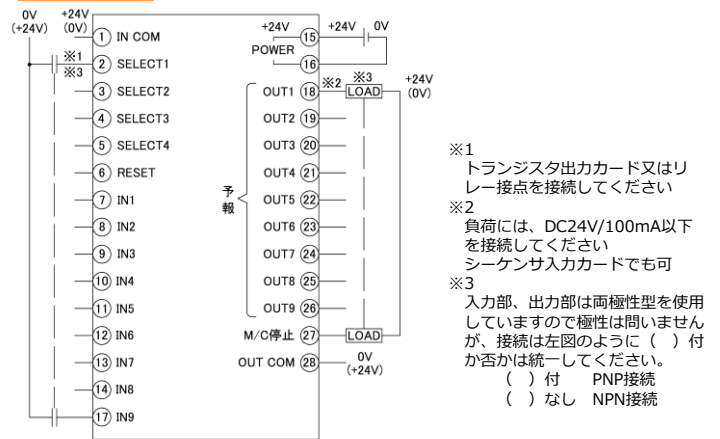 0V +24V
(+24V) (0V)
① IN COM
※1
※3
② SELECT1
③ SELECT2
④ SELECT3
⑤ SELECT4
⑥ RESET
⑦ IN1
⑧ IN2
⑨ IN3
⑩ IN4
⑪ IN5
⑫ IN6
⑬ IN7
⑭ IN8
⑰ IN9
+24V ⑮ +24V 0V
POWER
⑯
OUT1 ⑱ ※2 ※3 LOAD +24V
(0V)
OUT2 ⑲
OUT3 ⑳
OUT4 ㉑
予報
OUT5 ㉒
OUT6 ㉓
OUT7 ㉔
OUT8 ㉕
OUT9 ㉖
M/C停止 ㉗ LOAD
OUT COM ㉘ 0V
(+24V)
※1
トランジスタ出力カード又はリ
レー接点を接続してください
※2
負荷には、DC24V/100mA以下
を接続してください
シーケンサ入力カードでも可
※3
入力部、出力部は両極性型を使用
していますので極性は問いません
が、接続は左図のように（ ）付
か否かは統一してください。
（ ）付 PNP接続
（ ）なし NPN接続